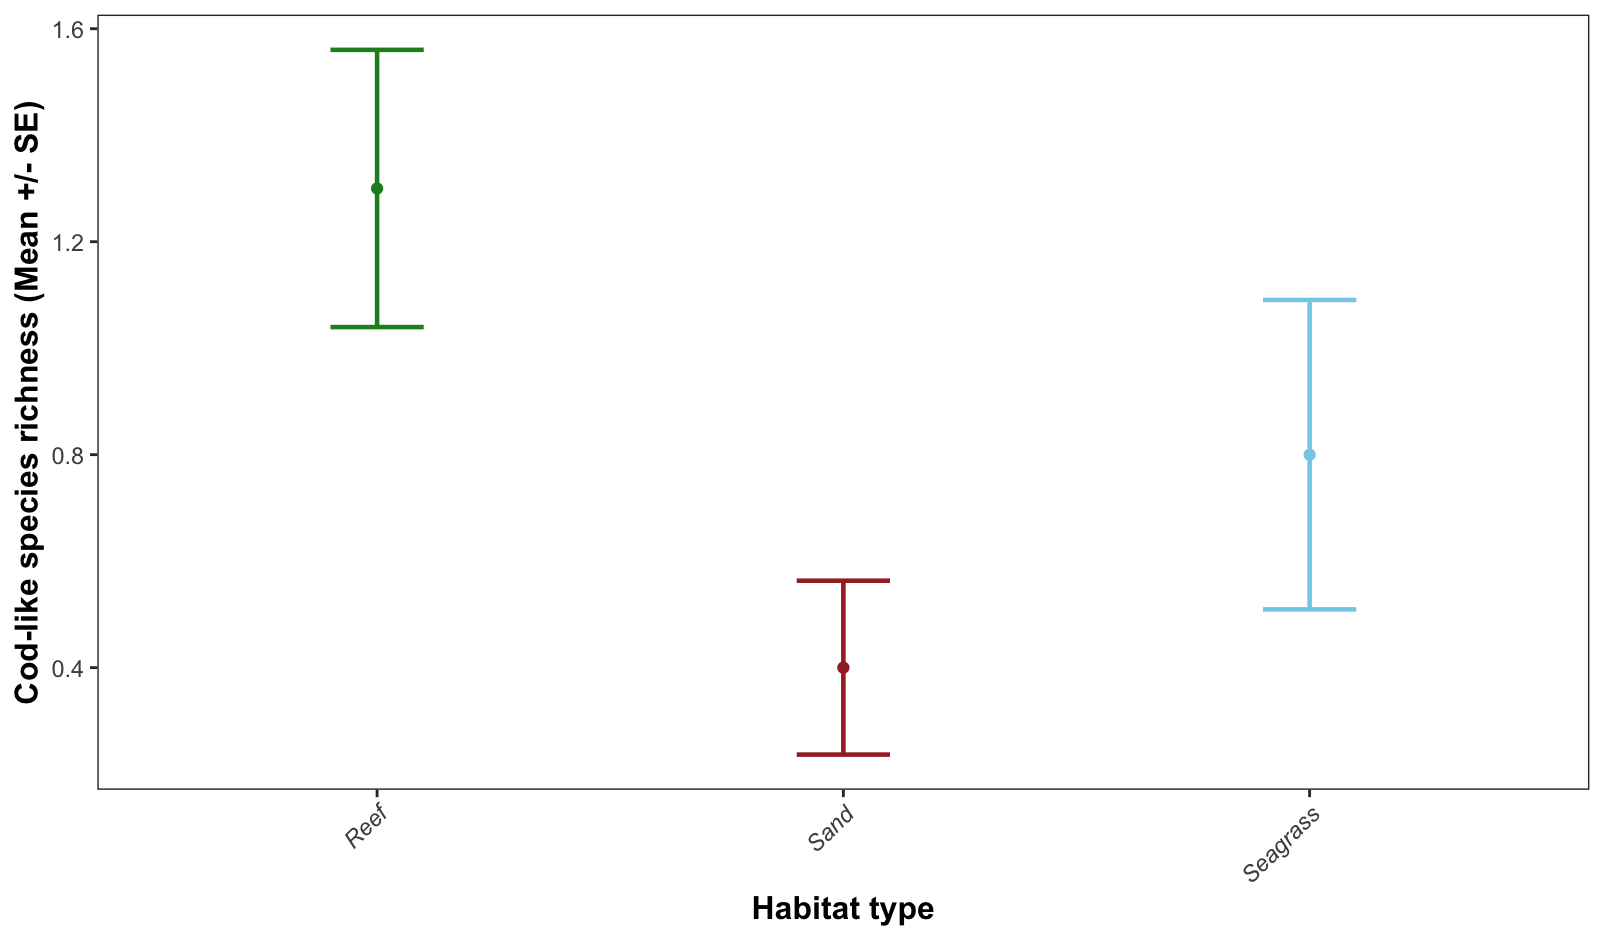 Cod-like species richness (Mean +/- SE)
1.6
1.2
0.8
0.4
Reef
Sand
Seagrass
Habitat type